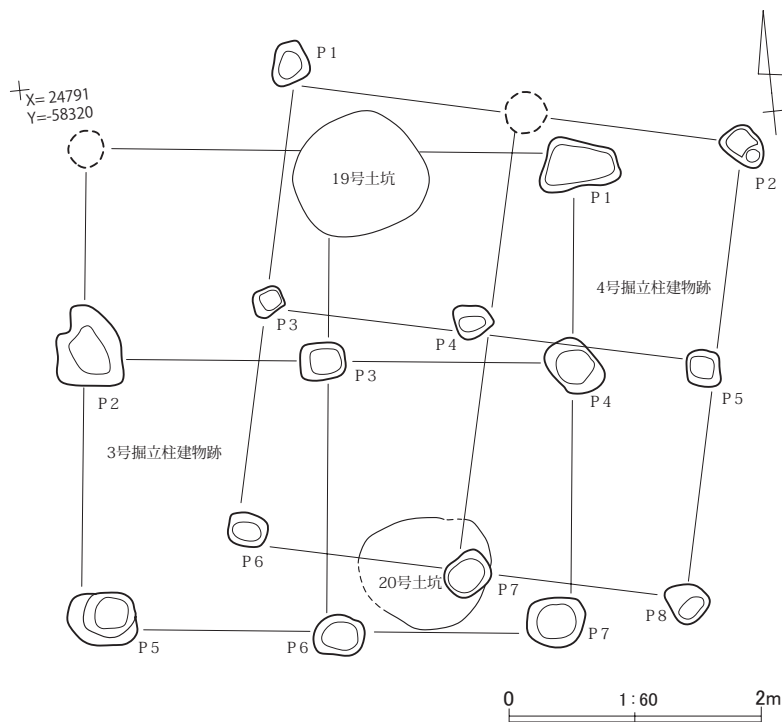 P1
X= 24791
Y=-58320
19号土坑
P1
P2
4号掘立柱建物跡
P3
P4
P3
P4
P5
P2
3号掘立柱建物跡
P6
20号土坑
P7
P8
P5
P6
P7
0
1:60
2m